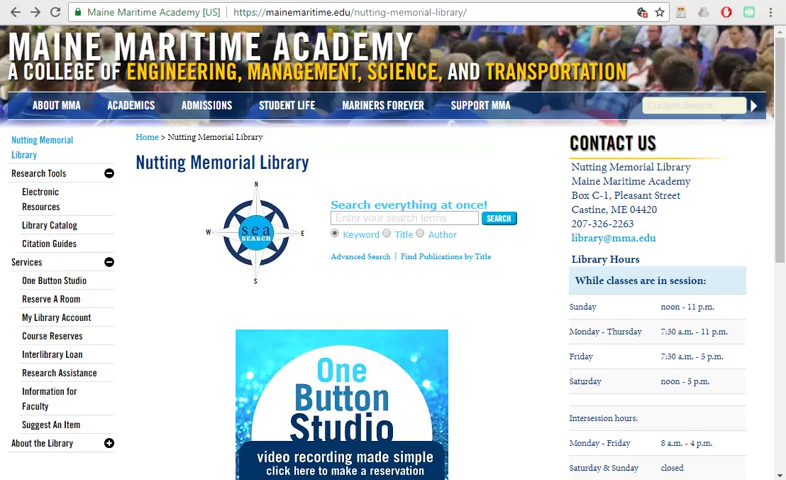 Maine Maritime Academy [US]
https://mainemaritime.edu/nutting-memorial-library/
MAINE MARITIME ACADEMY
A COLLEGE OF ENGINEERING, MANAGEMENT, SCIENCE, AND TRANSPORTATION
ABOUT MMA ACADEMICS ADMISSIONS STUDENT LIFE MARINERS FOREVER SUPPORT MMA Custom Search
Nutting Memorial
Library
Research Tools
Electronic
Resources
Library Catalog
Citation Guides
Services
One Button Studio
Reserve A Room
My Library Account
Course Reserves
Interlibrary Loan
Research Assistance
Information for
Faculty
Suggest An Item
About the Library
Home > Nutting Memorial Library
Nutting Memorial Library
N
W
sea
SEARCH
E
S
Search everything at once!
Enter your search terms SEARCH
Keyword Title Author
Advanced Search | Find Publications by Title
One
Button
Studio
video recording made simple
click here to make a reservation
CONTACT US
Nutting Memorial Library
Maine Maritime Academy
Box C-1, Pleasant Street
Castine, ME 04420
207-326-2263
library@mma.edu
Library Hours
While classes are in session:
Sunday noon - 11 p.m.
Monday - Thursday 7:30 a.m. - 11 p.m.
Friday 7:30 a.m. - 5 p.m.
Saturday noon - 5 p.m.
Intersession hours:
Monday - Friday 8 a.m. - 4 p.m.
Saturday & Sunday closed